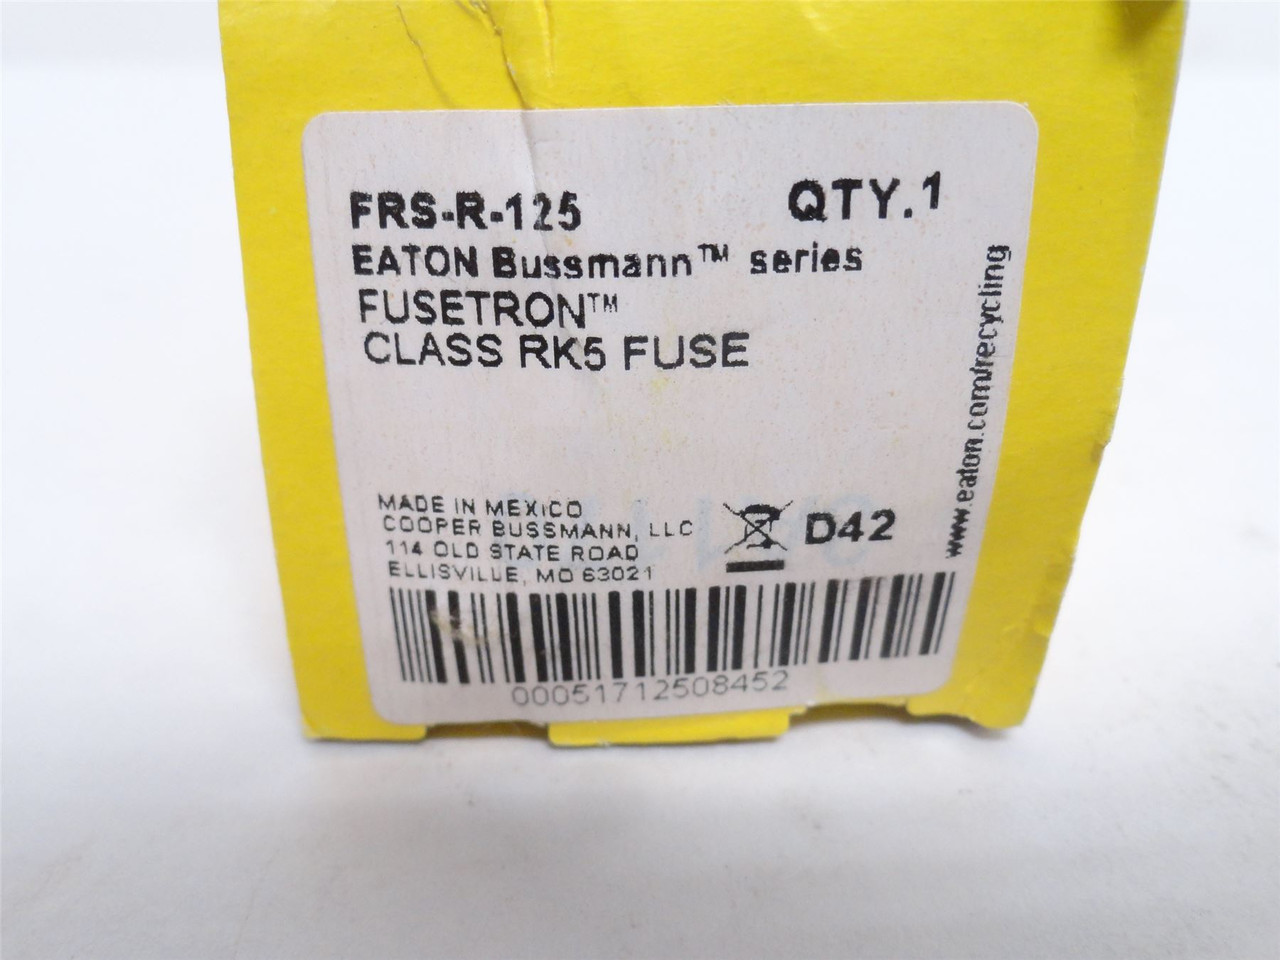 FRS-R-125 QTY.1
EATON Bussmann™ series
FUSETRON™
CLASS RK5 FUSE
www.eaton.com/recycling
MADE IN MEXICO
COOPER BUSSMANN, LLC
114 OLD STATE ROAD
ELLISVILLE, MO 63021
D42
00051712508452